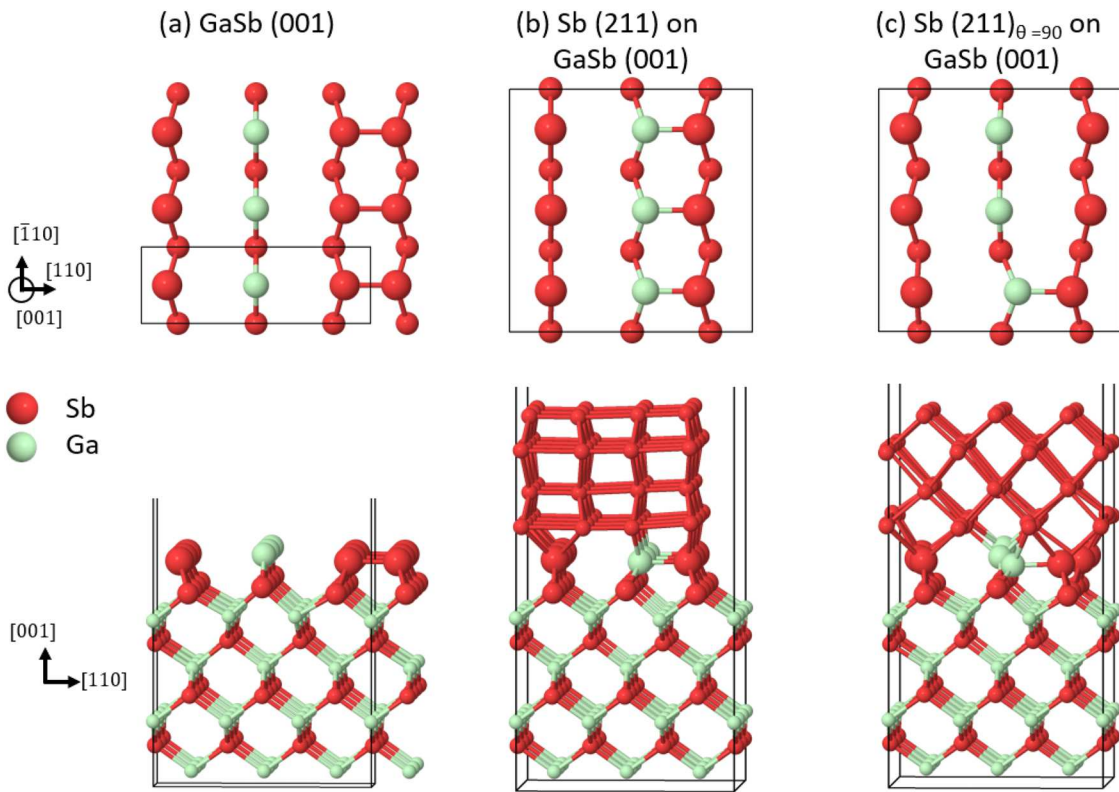 (a) GaSb (001)
(b) Sb (211) on
GaSb (001)
(c) Sb (211)θ =90 on
GaSb (001)
[1̄10]
[110]
[001]
Sb
Ga
[001]
[110]